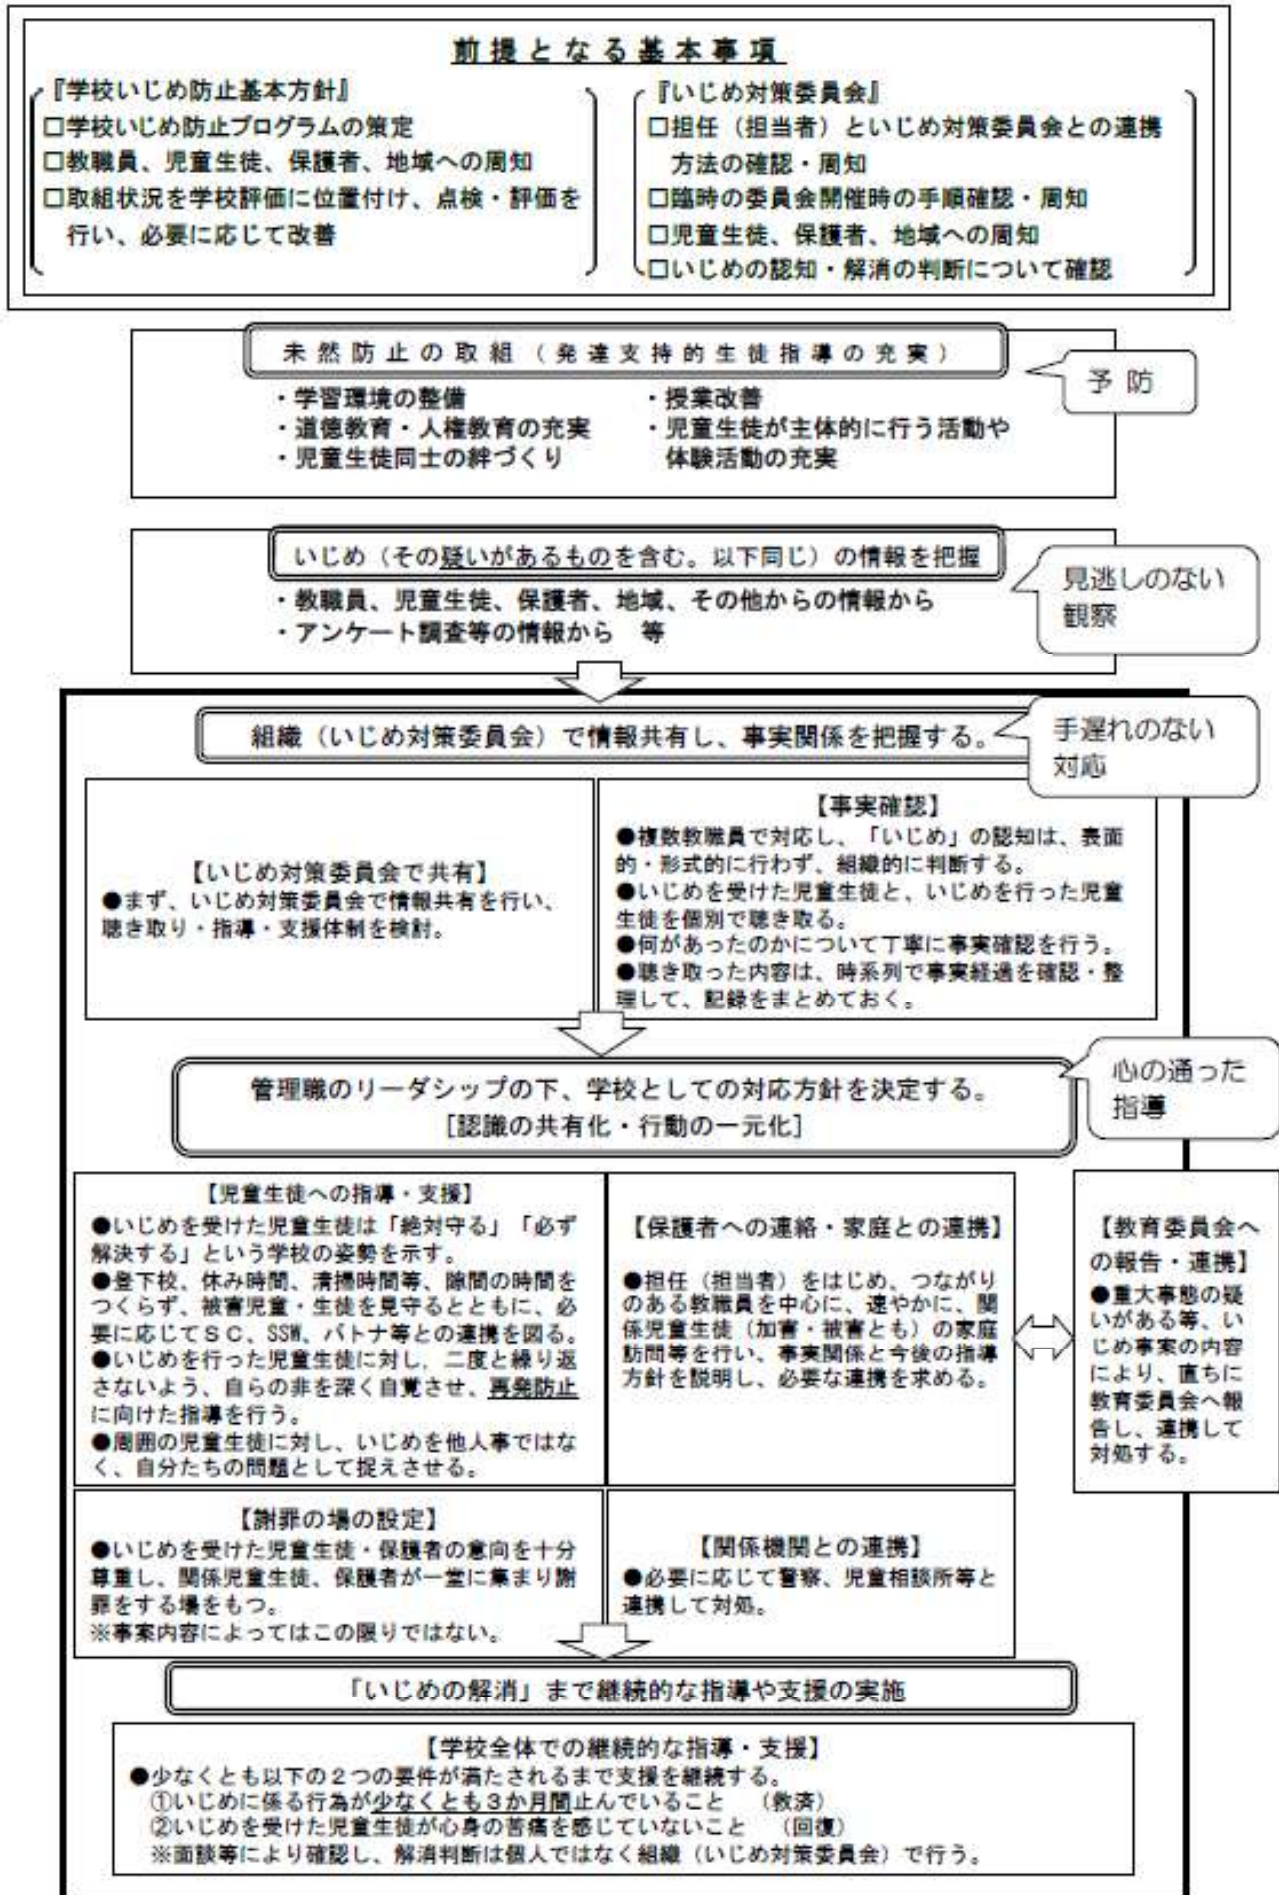 前提となる基本事項
『学校いじめ防止基本方針』
□学校いじめ防止プログラムの策定
□教職員、児童生徒、保護者、地域への周知
□取組状況を学校評価に位置付け、点検・評価を
行い、必要に応じて改善
『いじめ対策委員会』
□担任（担当者）といじめ対策委員会との連携
方法の確認・周知
□臨時の委員会開催時の手順確認・周知
□児童生徒、保護者、地域への周知
□いじめの認知・解消の判断について確認
未然防止の取組（発達支持的生徒指導の充実）
予防
・学習環境の整備
・道徳教育・人権教育の充実
・児童生徒同士の絆づくり
・授業改善
・児童生徒が主体的に行う活動や
体験活動の充実
いじめ（その疑いがあるものを含む。以下同じ）の情報を把握
見逃しのない
観察
・教職員、児童生徒、保護者、地域、その他からの情報から
・アンケート調査等の情報から　等
組織（いじめ対策委員会）で情報共有し、事実関係を把握する。
手遅れのない
対応
【いじめ対策委員会で共有】
●まず、いじめ対策委員会で情報共有を行い、
聴き取り・指導・支援体制を検討。
【事実確認】
●複数教職員で対応し、「いじめ」の認知は、表面
的・形式的に行わず、組織的に判断する。
●いじめを受けた児童生徒と、いじめを行った児童
生徒を個別で聴き取る。
●何があったのかについて丁寧に事実確認を行う。
●聴き取った内容は、時系列で事実経過を確認・整
理して、記録をまとめておく。
管理職のリーダシップの下、学校としての対応方針を決定する。
［認識の共有化・行動の一元化］
心の通った
指導
【児童生徒への指導・支援】
●いじめを受けた児童生徒は「絶対守る」「必ず
解決する」という学校の姿勢を示す。
●登下校、休み時間、清掃時間等、隙間の時間を
つくらず、被害児童・生徒を見守るとともに、必
要に応じてＳＣ、SSW、パトナ等との連携を図る。
●いじめを行った児童生徒に対し、二度と繰り返
さないよう、自らの非を深く自覚させ、再発防止
に向けた指導を行う。
●周囲の児童生徒に対し、いじめを他人事ではな
く、自分たちの問題として捉えさせる。
【保護者への連絡・家庭との連携】
●担任（担当者）をはじめ、つながり
のある教職員を中心に、速やかに、関
係児童生徒（加害・被害とも）の家庭
訪問等を行い、事実関係と今後の指導
方針を説明し、必要な連携を求める。
【教育委員会へ
の報告・連携】
●重大事態の疑
いがある等、い
じめ事案の内容
により、直ちに
教育委員会へ報
告し、連携して
対処する。
【謝罪の場の設定】
●いじめを受けた児童生徒・保護者の意向を十分
尊重し、関係児童生徒、保護者が一堂に集まり謝
罪をする場をもつ。
※事案内容によってはこの限りではない。
【関係機関との連携】
●必要に応じて警察、児童相談所等と
連携して対処。
「いじめの解消」まで継続的な指導や支援の実施
【学校全体での継続的な指導・支援】
●少なくとも以下の２つの要件が満たされるまで支援を継続する。
①いじめに係る行為が少なくとも３か月間止んでいること　（救済）
②いじめを受けた児童生徒が心身の苦痛を感じていないこと　（回復）
※面談等により確認し、解消判断は個人ではなく組織（いじめ対策委員会）で行う。